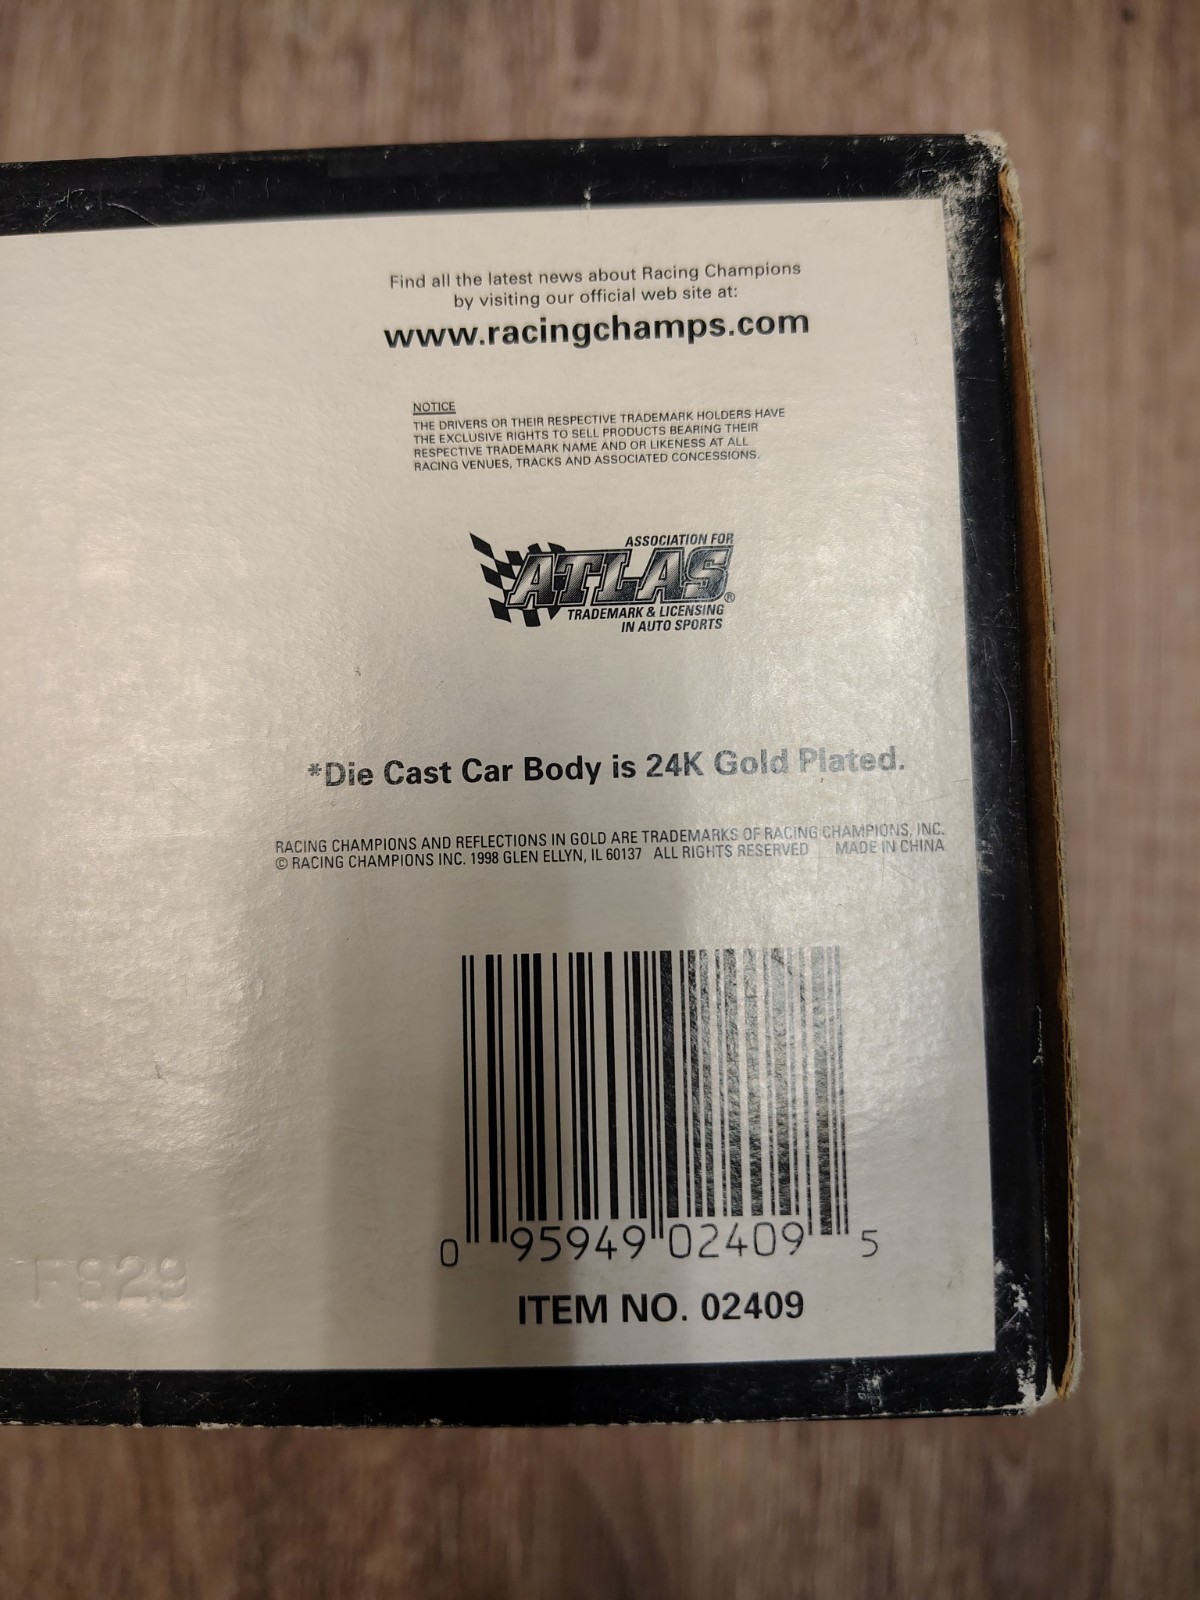 Find all the latest news about Racing Champions
by visiting our official web site at:
www.racingchamps.com
NOTICE
THE DRIVERS OR THEIR RESPECTIVE TRADEMARK HOLDERS HAVE
THE EXCLUSIVE RIGHTS TO SELL PRODUCTS BEARING THEIR
RESPECTIVE TRADEMARK NAME AND OR LIKENESS AT ALL
RACING VENUES, TRACKS AND ASSOCIATED CONCESSIONS.
ASSOCIATION FOR
ATLAS®
TRADEMARK & LICENSING
IN AUTO SPORTS
*Die Cast Car Body is 24K Gold Plated.
RACING CHAMPIONS AND REFLECTIONS IN GOLD ARE TRADEMARKS OF RACING CHAMPIONS, INC.
© RACING CHAMPIONS INC. 1998 GLEN ELLYN, IL 60137 ALL RIGHTS RESERVED MADE IN CHINA
0 95949 02409 5
F829
ITEM NO. 02409